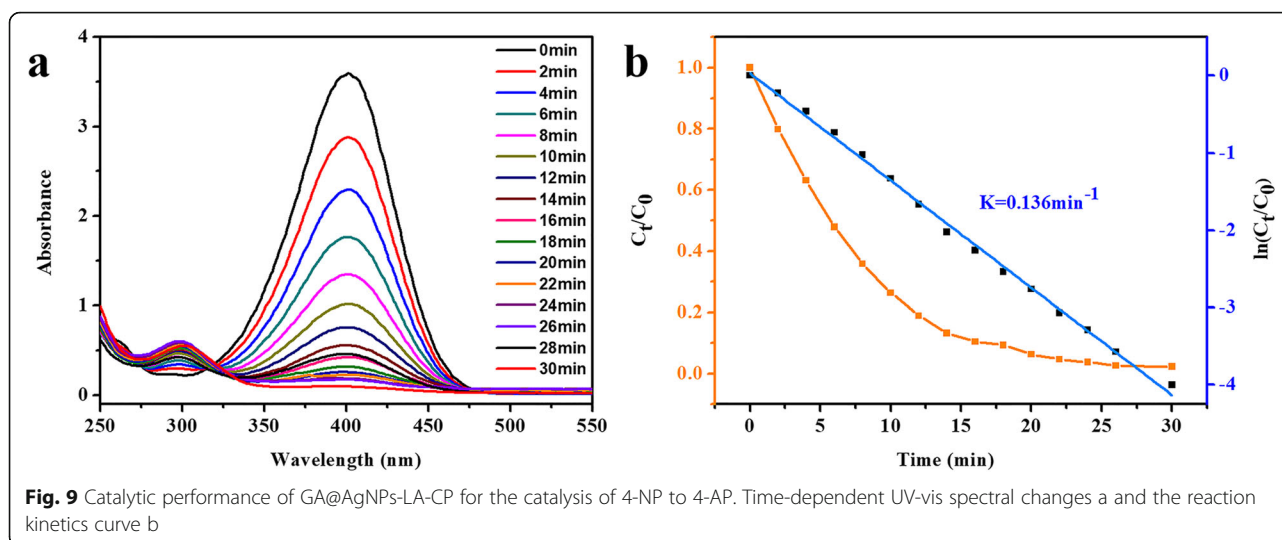 a
Absorbance
4
3
2
1
0
250 300 350 400 450 500 550
Wavelength (nm)
0min
2min
4min
6min
8min
10min
12min
14min
16min
18min
20min
22min
24min
26min
28min
30min
b
Ct/C0
1.0
0.8
0.6
0.4
0.2
0.0
0 5 10 15 20 25 30
Time (min)
K=0.136min-1
0
-1
-2
-3
-4
ln(Ct/C0)
Fig. 9 Catalytic performance of GA@AgNPs-LA-CP for the catalysis of 4-NP to 4-AP. Time-dependent UV-vis spectral changes a and the reaction
kinetics curve b